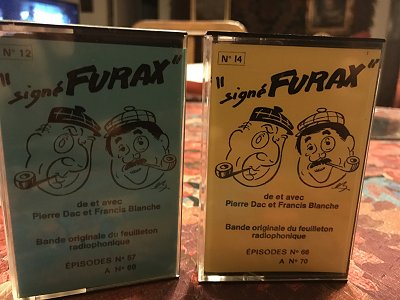 N° 12
"signé FURAX"
de et avec
Pierre Dac et Francis Blanche
Bande originale du feuilleton
radiophonique
ÉPISODES N° 57
A N° 60
N° 14
"signé FURAX"
de et avec
Pierre Dac et Francis Blanche
Bande originale du feuilleton
radiophonique
ÉPISODES N° 66
A N° 70